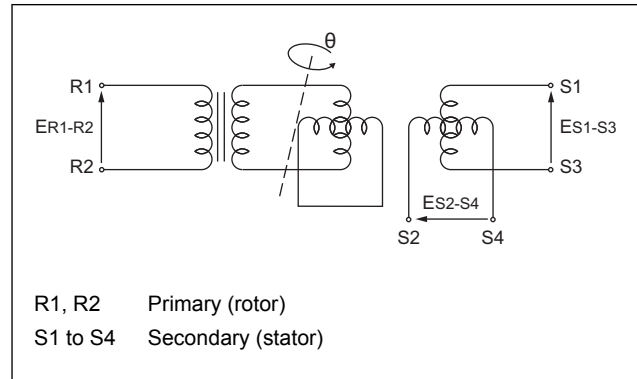 θ
R1
S1
ER1-R2
ES1-S3
R2
S3
ES2-S4
S2
S4
R1, R2 Primary (rotor)
S1 to S4 Secondary (stator)